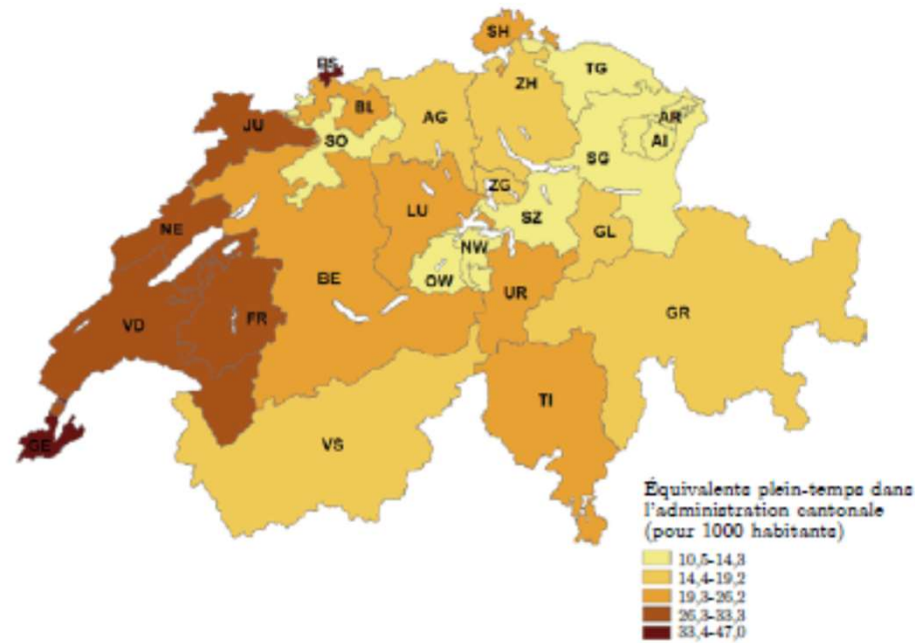 SH
BS
TG
ZH
BL
AG
AR
JU
SO
AI
SG
ZG
LU
SZ
NE
NW
GL
BE
OW
UR
FR
GR
VD
TI
GE
VS
Équivalents plein-temps dans
l'administration cantonale
(pour 1000 habitants)
10,5–14,3
14,4–19,2
19,3–26,2
26,3–33,3
33,4–47,0